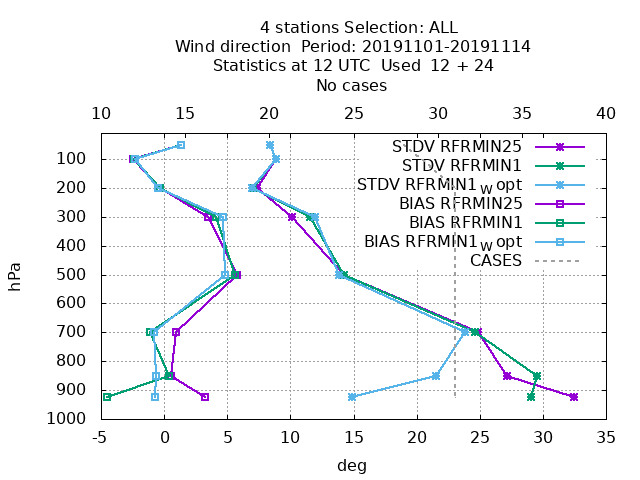 4 stations Selection: ALL
Wind direction  Period: 20191101-20191114
Statistics at 12 UTC  Used  12 + 24
No cases
10 15 20 25 30 35 40
STDV RFRMIN25
STDV RFRMIN1
STDV RFRMIN1w opt
BIAS RFRMIN25
BIAS RFRMIN1
BIAS RFRMIN1w opt
CASES
100
200
300
400
500
600
700
800
900
1000
hPa
-5 0 5 10 15 20 25 30 35
deg